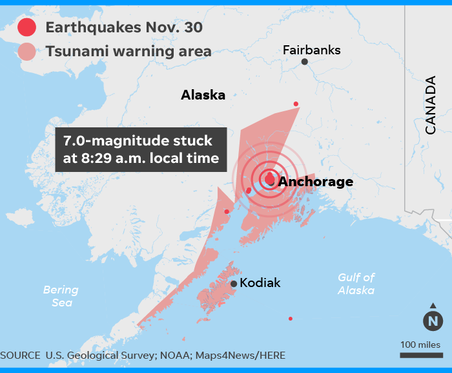 Earthquakes Nov. 30
Tsunami warning area
Fairbanks
Alaska
CANADA
7.0-magnitude stuck
at 8:29 a.m. local time
Anchorage
Kodiak
Bering
Sea
Gulf of
Alaska
N
100 miles
SOURCE U.S. Geological Survey; NOAA; Maps4News/HERE